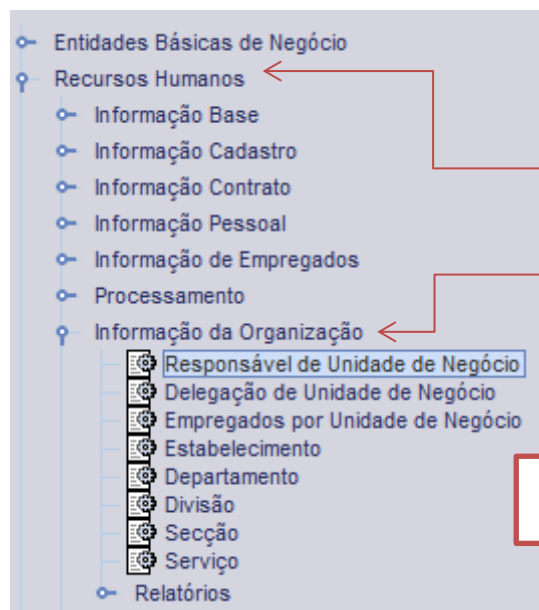 Entidades Básicas de Negócio
Recursos Humanos
Informação Base
Informação Cadastro
Informação Contrato
Informação Pessoal
Informação de Empregados
Processamento
Informação da Organização
Responsável de Unidade de Negócio
Delegação de Unidade de Negócio
Empregados por Unidade de Negócio
Estabelecimento
Departamento
Divisão
Secção
Serviço
Relatórios